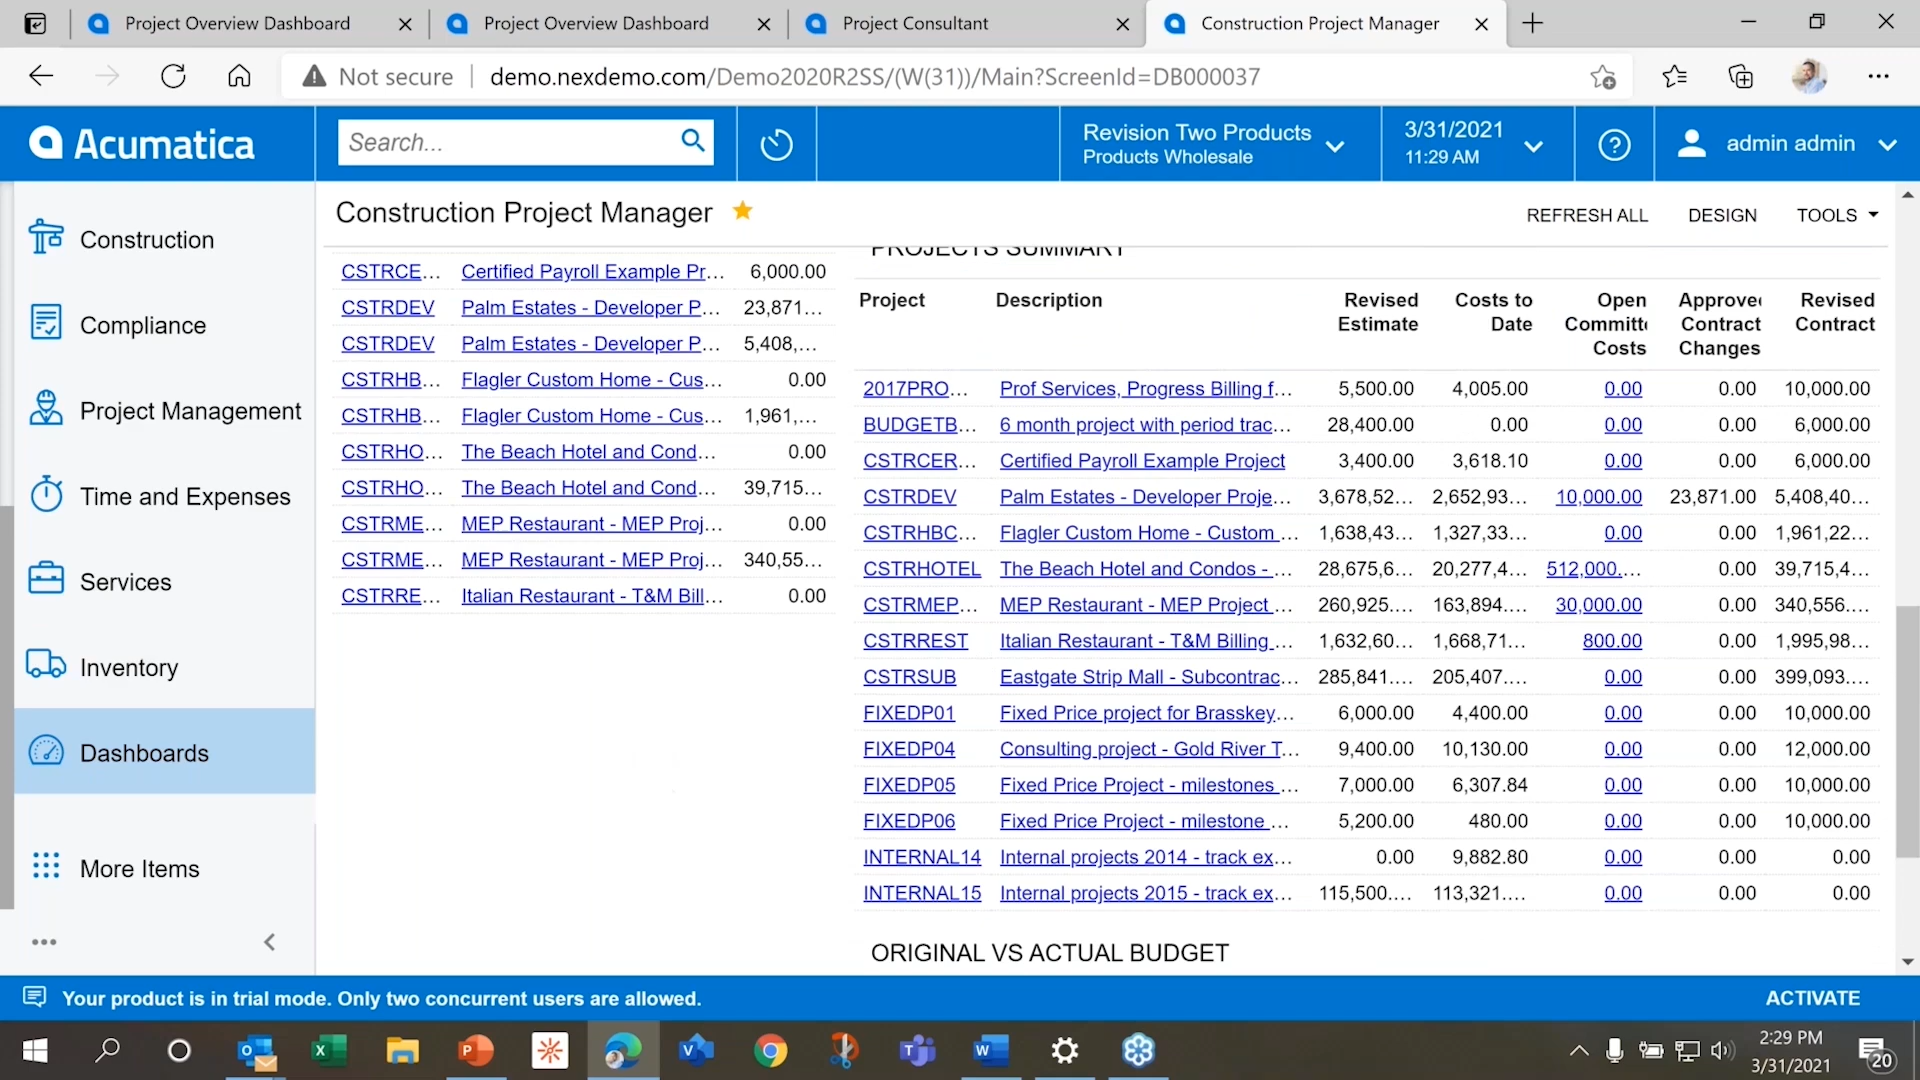 Project Overview Dashboard
Project Overview Dashboard
Project Consultant
Construction Project Manager
Not secure
demo.nexdemo.com/Demo2020R2SS/(W(31))/Main?ScreenId=DB000037
Acumatica
Search...
Revision Two Products
Products Wholesale
3/31/2021
11:29 AM
admin admin
Construction
Compliance
Project Management
Time and Expenses
Services
Inventory
Dashboards
More Items
Construction Project Manager
REFRESH ALL DESIGN TOOLS
CSTRCE... Certified Payroll Example Pr... 6,000.00
CSTRDEV Palm Estates - Developer P... 23,871...
CSTRDEV Palm Estates - Developer P... 5,408,...
CSTRHB... Flagler Custom Home - Cus... 0.00
CSTRHB... Flagler Custom Home - Cus... 1,961,...
CSTRHO... The Beach Hotel and Cond... 0.00
CSTRHO... The Beach Hotel and Cond... 39,715...
CSTRME... MEP Restaurant - MEP Proj... 0.00
CSTRME... MEP Restaurant - MEP Proj... 340,55...
CSTRRE... Italian Restaurant - T&M Bill... 0.00
PROJECTS SUMMARY
Project Description Revised Costs to Open Approve Revised
Estimate Date Committe Contract Contract
Costs Changes
2017PRO... Prof Services, Progress Billing f... 5,500.00 4,005.00 0.00 0.00 10,000.00
BUDGETB... 6 month project with period trac... 28,400.00 0.00 0.00 0.00 6,000.00
CSTRCER... Certified Payroll Example Project 3,400.00 3,618.10 0.00 0.00 6,000.00
CSTRDEV Palm Estates - Developer Proje... 3,678,52... 2,652,93... 10,000.00 23,871.00 5,408,40...
CSTRHBC... Flagler Custom Home - Custom ... 1,638,43... 1,327,33... 0.00 0.00 1,961,22...
CSTRHOTEL The Beach Hotel and Condos - ... 28,675,6... 20,277,4... 512,000.... 0.00 39,715,4...
CSTRMEP... MEP Restaurant - MEP Project ... 260,925.... 163,894.... 30,000.00 0.00 340,556....
CSTRREST Italian Restaurant - T&M Billing ... 1,632,60... 1,668,71... 800.00 0.00 1,995,98...
CSTRSUB Eastgate Strip Mall - Subcontrac... 285,841.... 205,407.... 0.00 0.00 399,093....
FIXEDP01 Fixed Price project for Brasskey... 6,000.00 4,400.00 0.00 0.00 10,000.00
FIXEDP04 Consulting project - Gold River T... 9,400.00 10,130.00 0.00 0.00 12,000.00
FIXEDP05 Fixed Price Project - milestones ... 7,000.00 6,307.84 0.00 0.00 10,000.00
FIXEDP06 Fixed Price Project - milestone ... 5,200.00 480.00 0.00 0.00 10,000.00
INTERNAL14 Internal projects 2014 - track ex... 0.00 9,882.80 0.00 0.00 0.00
INTERNAL15 Internal projects 2015 - track ex... 115,500.... 113,321.... 0.00 0.00 0.00
ORIGINAL VS ACTUAL BUDGET
Your product is in trial mode. Only two concurrent users are allowed.
ACTIVATE
2:29 PM
3/31/2021
20